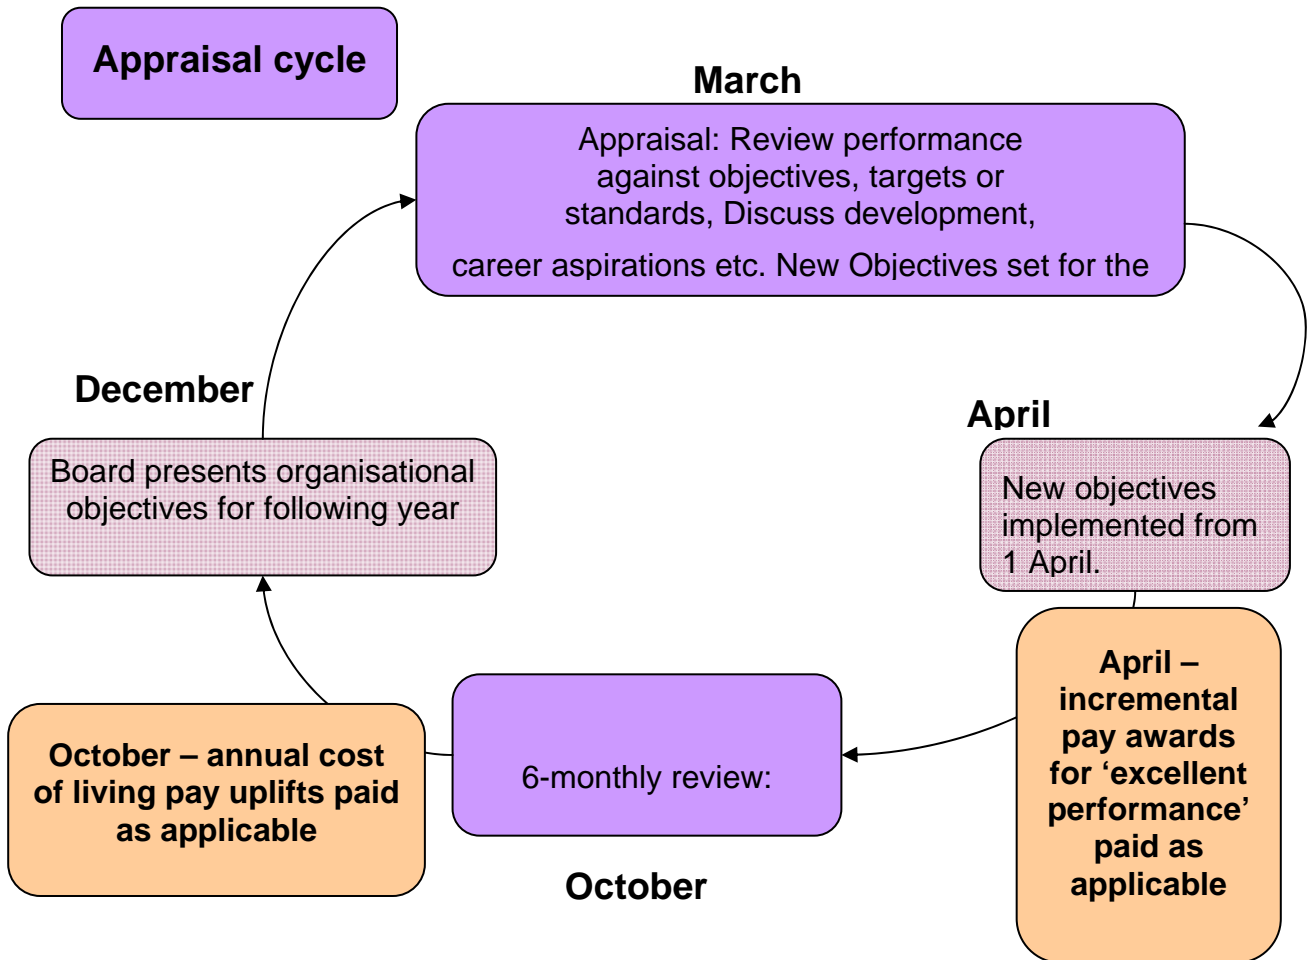 Appraisal cycle
March
Appraisal: Review performance
against objectives, targets or
standards, Discuss development,
career aspirations etc. New Objectives set for the
December
April
Board presents organisational
objectives for following year
New objectives
implemented from
1 April.
April –
incremental
pay awards
for ‘excellent
performance’
paid as
applicable
6-monthly review:
October – annual cost
of living pay uplifts paid
as applicable
October